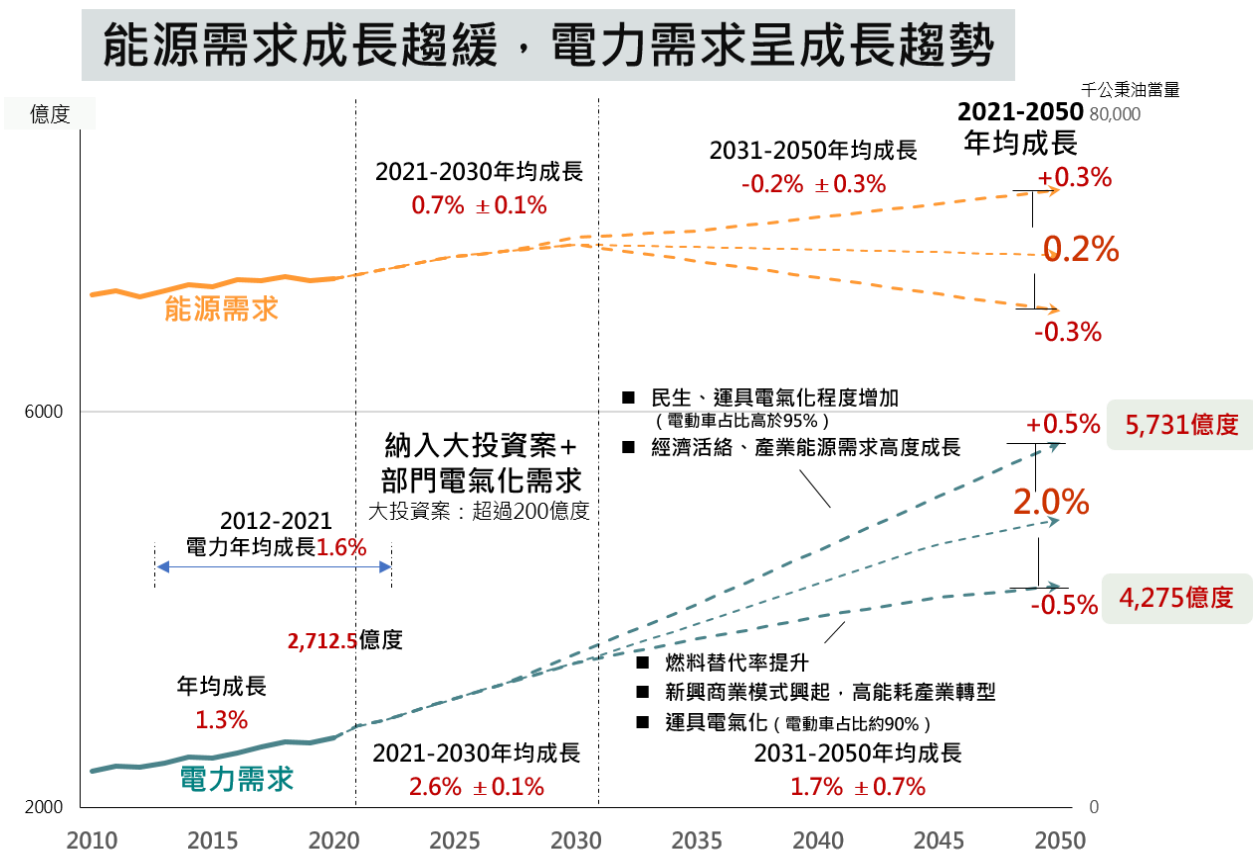 能源需求成長趨緩，電力需求呈成長趨勢
億度
千公秉油當量
80,000
2021-2050
年均成長
2021-2030年均成長
0.7% ±0.1%
2031-2050年均成長
-0.2% ±0.3%
+0.3%
0.2%
-0.3%
能源需求
6000
■ 民生、運具電氣化程度增加
（電動車占比高於95%）
■ 經濟活絡、產業能源需求高度成長
納入大投資案+
部門電氣化需求
大投資案：超過200億度
+0.5%
5,731億度
2.0%
-0.5%
4,275億度
2012-2021
電力年均成長1.6%
2,712.5億度
年均成長
1.3%
電力需求
■ 燃料替代率提升
■ 新興商業模式興起，高能耗產業轉型
■ 運具電氣化（電動車占比約90%）
2021-2030年均成長
2.6% ±0.1%
2031-2050年均成長
1.7% ±0.7%
2000
0
2010 2015 2020 2025 2030 2035 2040 2045 2050